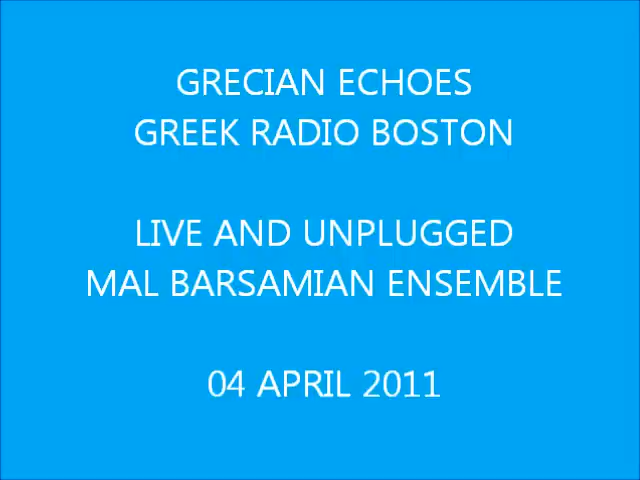 GRECIAN ECHOES
GREEK RADIO BOSTON
LIVE AND UNPLUGGED
MAL BARSAMIAN ENSEMBLE
04 APRIL 2011